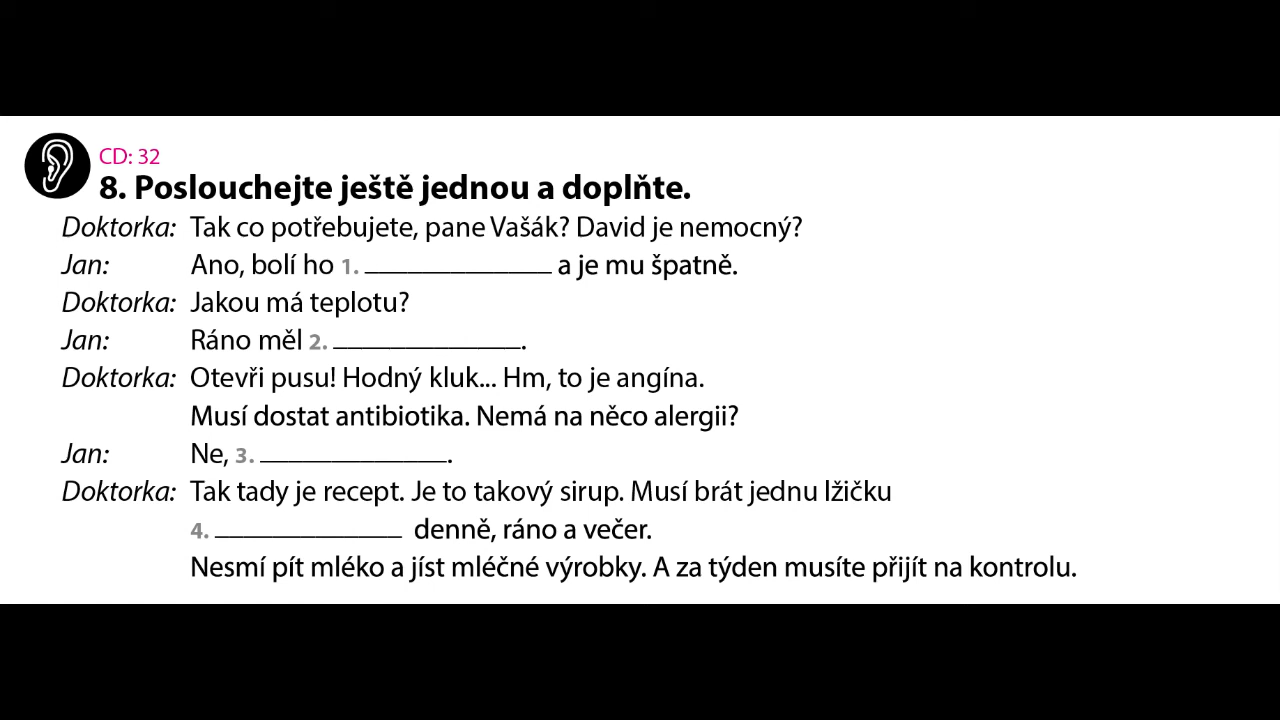 CD: 32
8. Poslouchejte ještě jednou a doplňte.
Doktorka: Tak co potřebujete, pane Vašák? David je nemocný?
Jan: Ano, bolí ho 1. _____________ a je mu špatně.
Doktorka: Jakou má teplotu?
Jan: Ráno měl 2. _____________.
Doktorka: Otevři pusu! Hodný kluk... Hm, to je angína.
Musí dostat antibiotika. Nemá na něco alergii?
Jan: Ne, 3. _____________.
Doktorka: Tak tady je recept. Je to takový sirup. Musí brát jednu lžičku
4. _____________ denně, ráno a večer.
Nesmí pít mléko a jíst mléčné výrobky. A za týden musíte přijít na kontrolu.